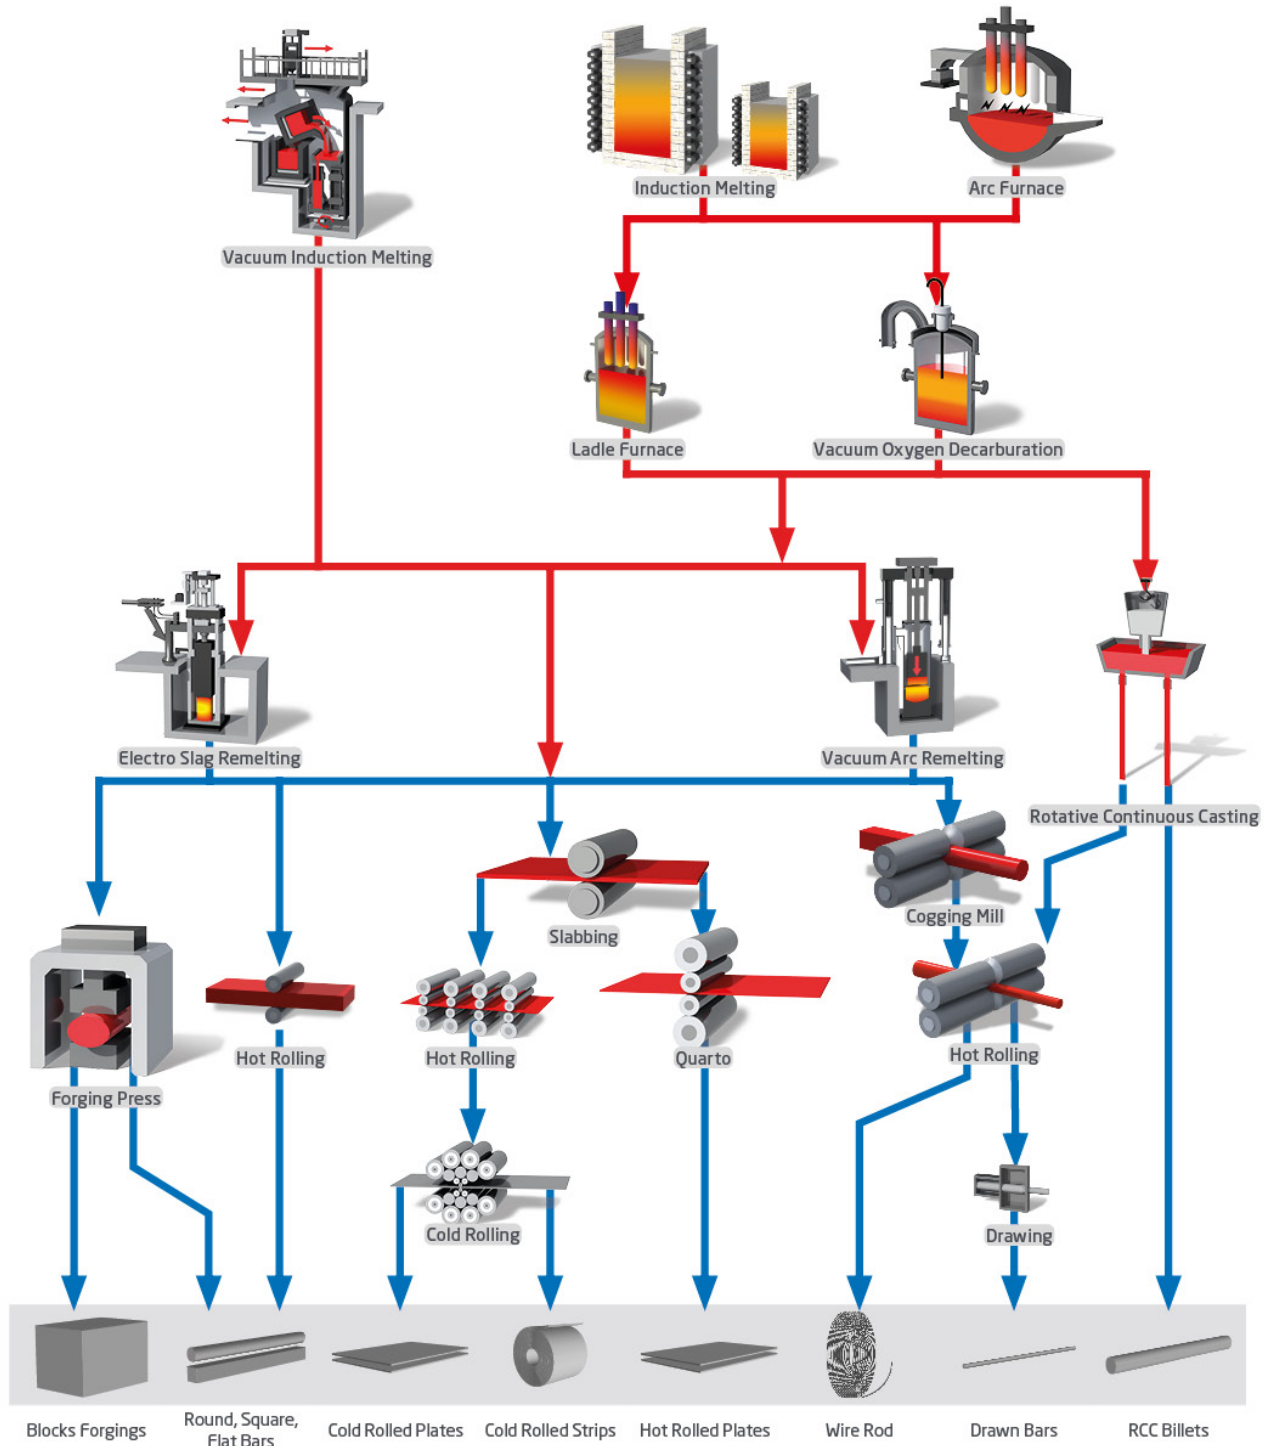 Induction Melting
Arc Furnace
Vacuum Induction Melting
Ladle Furnace
Vacuum Oxygen Decarburation
Electro Slag Remelting
Vacuum Arc Remelting
Rotative Continuous Casting
Cogging Mill
Slabbing
Hot Rolling
Hot Rolling
Quarto
Hot Rolling
Forging Press
Cold Rolling
Drawing
Blocks Forgings
Round, Square,
Flat Bars
Cold Rolled Plates
Cold Rolled Strips
Hot Rolled Plates
Wire Rod
Drawn Bars
RCC Billets